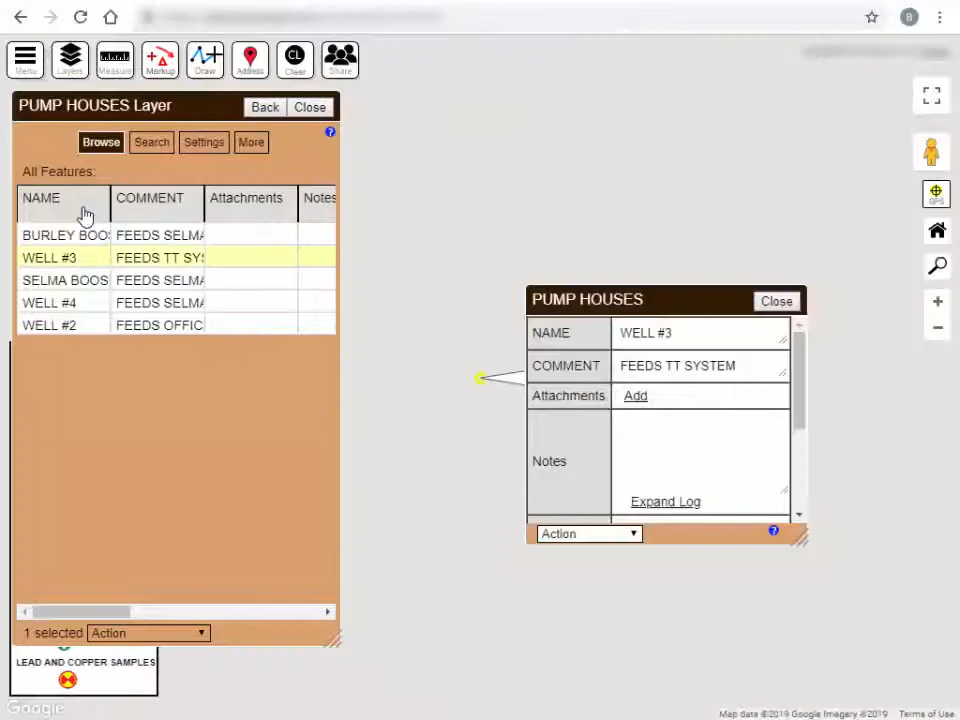 B
Menu
Layers
Measure
Markup
Draw
Address
CL
Clear
Share
PUMP HOUSES Layer
Back
Close
Browse
Search
Settings
More
?
All Features:
NAME
COMMENT
Attachments
Notes
BURLEY BOOS
FEEDS SELMA
WELL #3
FEEDS TT SYS
SELMA BOOS
FEEDS SELMA
WELL #4
FEEDS SELMA
WELL #2
FEEDS OFFIC
1 selected
Action
LEAD AND COPPER SAMPLES
Google
PUMP HOUSES
Close
NAME
WELL #3
COMMENT
FEEDS TT SYSTEM
Attachments
Add
Notes
Expand Log
Action
?
GPS
Map data ©2019 Google Imagery ©2019
Terms of Use